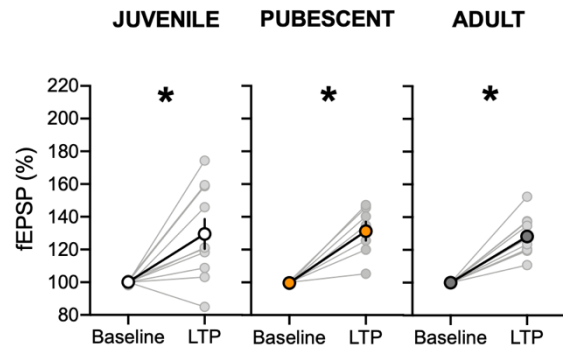 JUVENILE PUBESCENT ADULT
* * *
220
200
180
160
140
120
100
80
fEPSP (%)
Baseline LTP Baseline LTP Baseline LTP